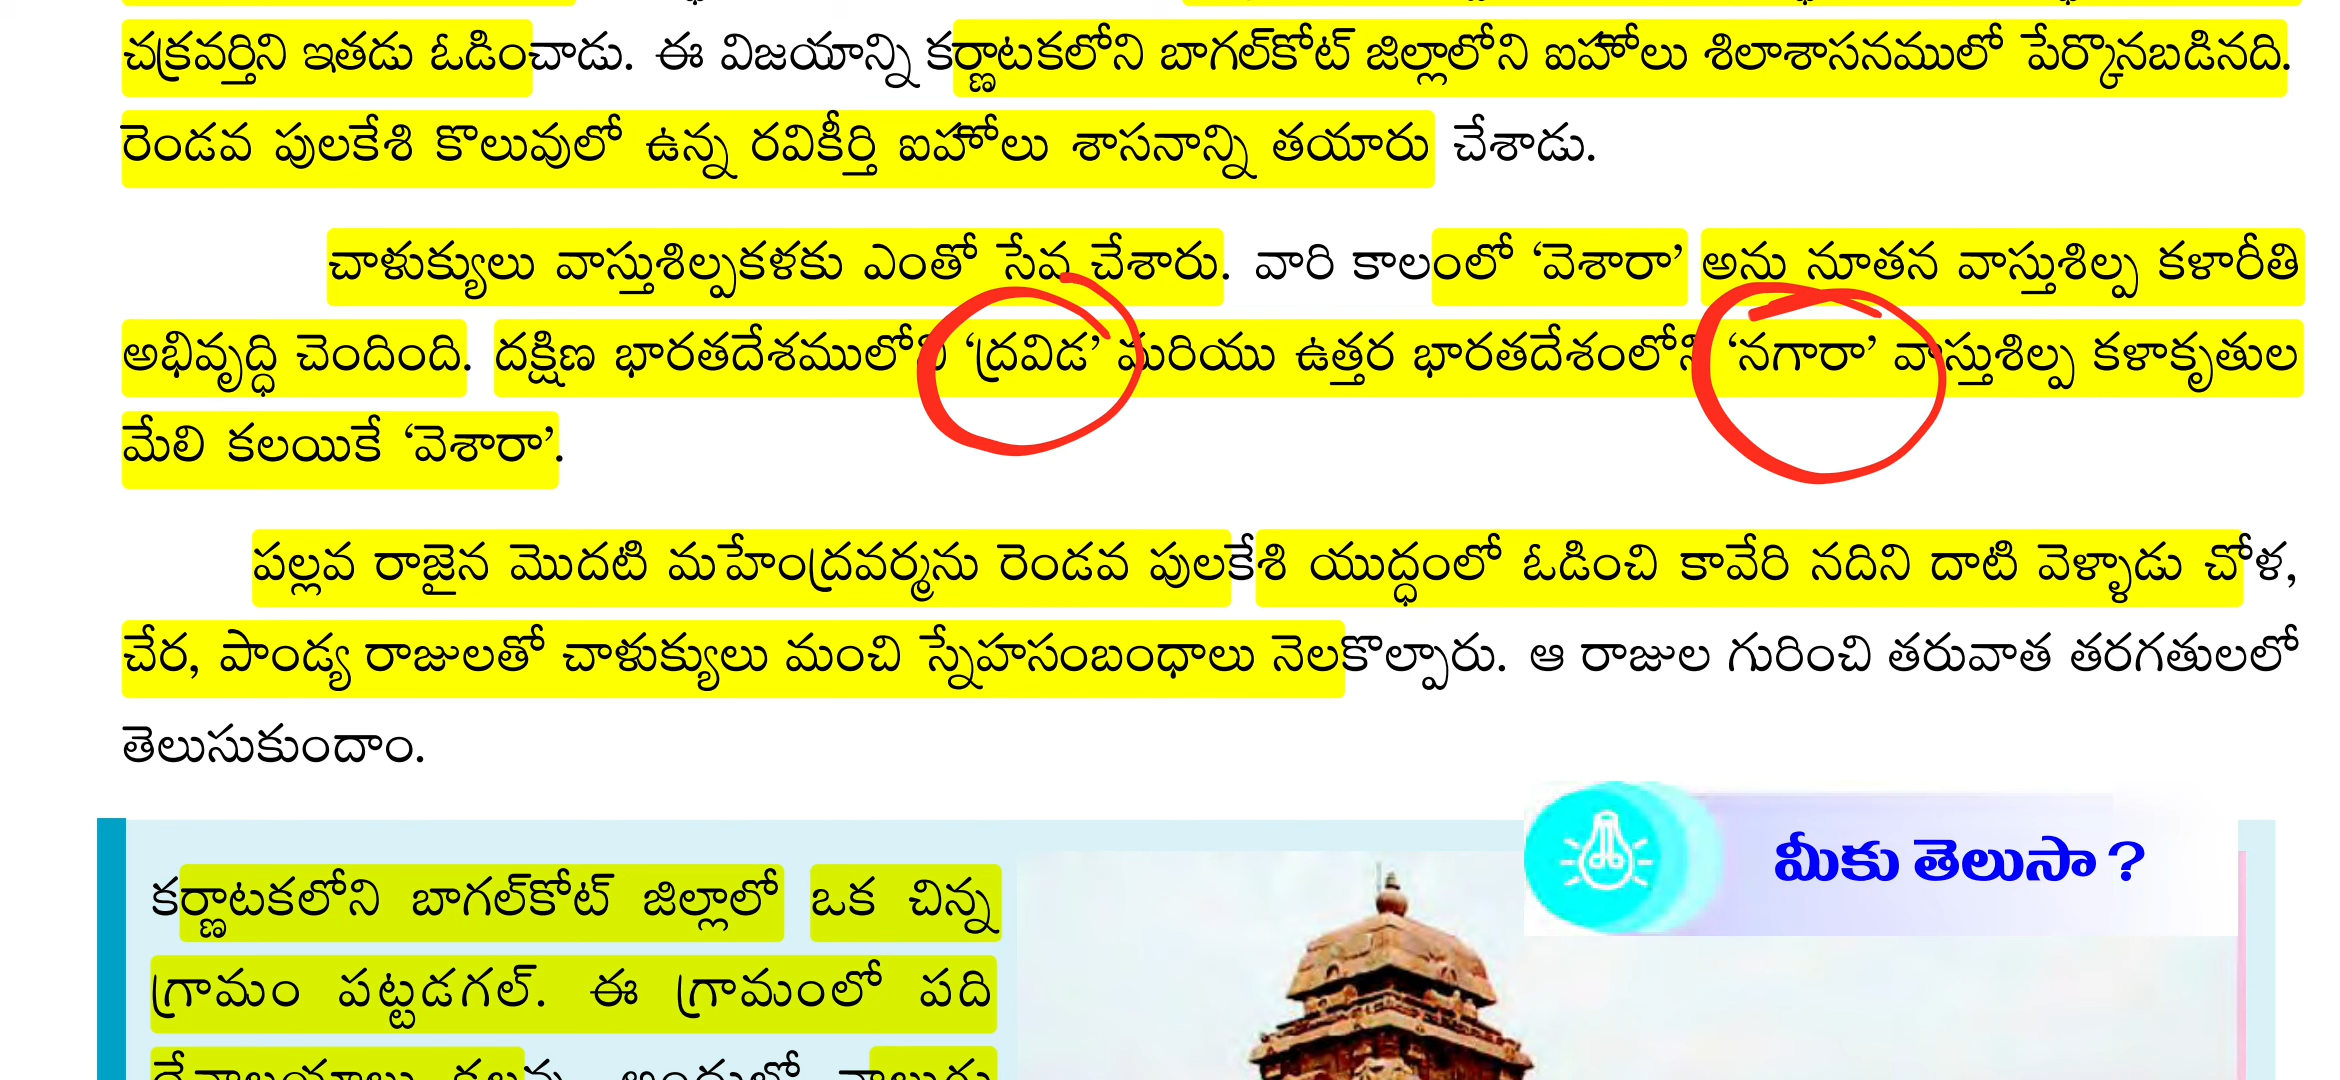 చక్రవర్తిని ఇతడు ఓడించాడు. ఈ విజయాన్ని కర్ణాటకలోని బాగల్‌కోట్ జిల్లాలోని ఐహోలు శిలాశాసనములో పేర్కొనబడినది.
రెండవ పులకేశి కొలువులో ఉన్న రవికీర్తి ఐహోలు శాసనాన్ని తయారు చేశాడు.
చాళుక్యులు వాస్తుశిల్పకళకు ఎంతో సేవ చేశారు. వారి కాలంలో ‘వెశారా’ అను నూతన వాస్తుశిల్ప కళారీతి
అభివృద్ధి చెందింది. దక్షిణ భారతదేశములోని ‘ద్రవిడ’ మరియు ఉత్తర భారతదేశంలోని ‘నగారా’ వాస్తుశిల్ప కళాకృతుల
మేలి కలయికే ‘వెశారా’.
పల్లవ రాజైన మొదటి మహేంద్రవర్మను రెండవ పులకేశి యుద్ధంలో ఓడించి కావేరి నదిని దాటి వెళ్ళాడు చోళ,
చేర, పాండ్య రాజులతో చాళుక్యులు మంచి స్నేహసంబంధాలు నెలకొల్పారు. ఆ రాజుల గురించి తరువాత తరగతులలో
తెలుసుకుందాం.
మీకు తెలుసా ?
కర్ణాటకలోని బాగల్‌కోట్ జిల్లాలో ఒక చిన్న
గ్రామం పట్టడగల్. ఈ గ్రామంలో పది